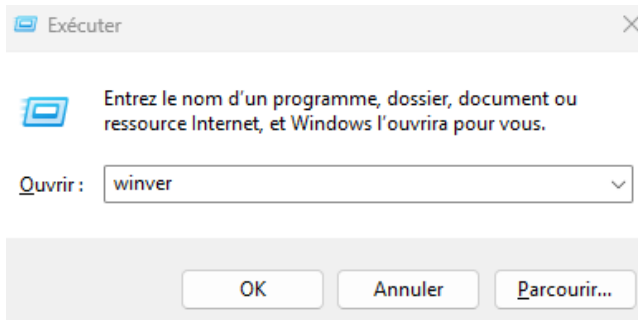 Exécuter
Entrez le nom d'un programme, dossier, document ou
ressource Internet, et Windows l'ouvrira pour vous.
Ouvrir : winver
OK Annuler Parcourir...